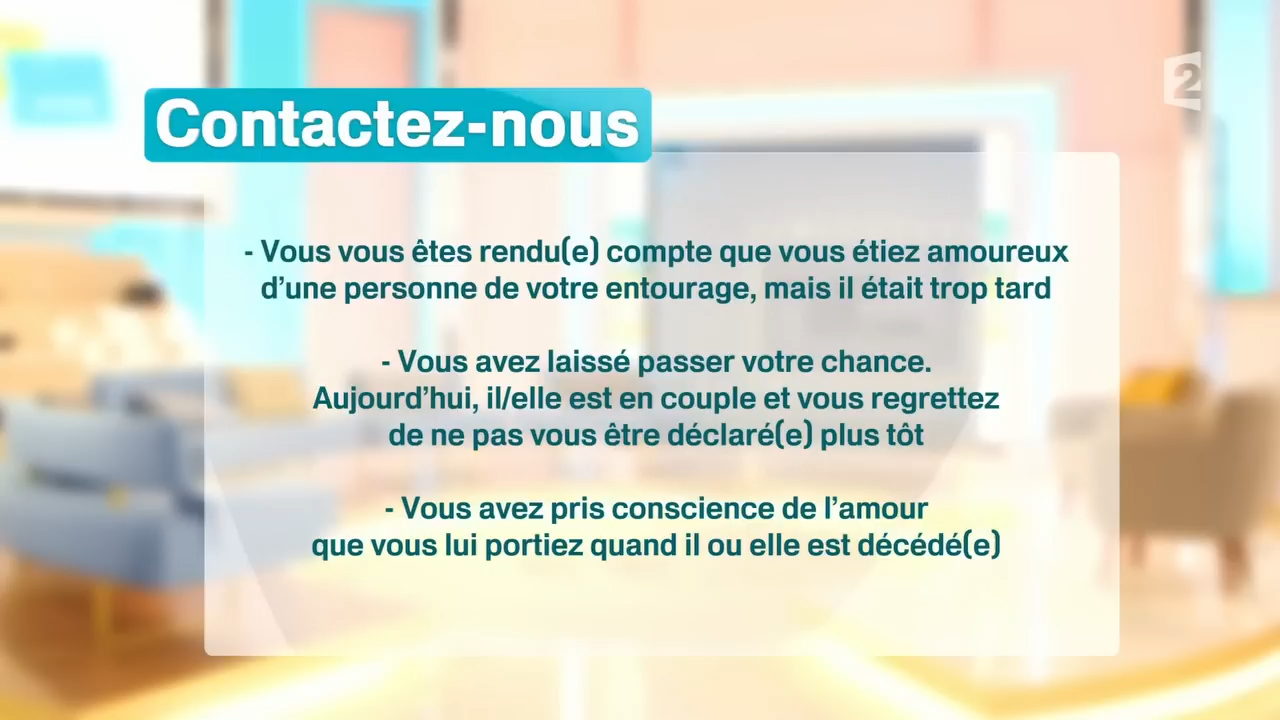 2
Contactez-nous
- Vous vous êtes rendu(e) compte que vous étiez amoureux
d’une personne de votre entourage, mais il était trop tard
- Vous avez laissé passer votre chance.
Aujourd’hui, il/elle est en couple et vous regrettez
de ne pas vous être déclaré(e) plus tôt
- Vous avez pris conscience de l’amour
que vous lui portiez quand il ou elle est décédé(e)